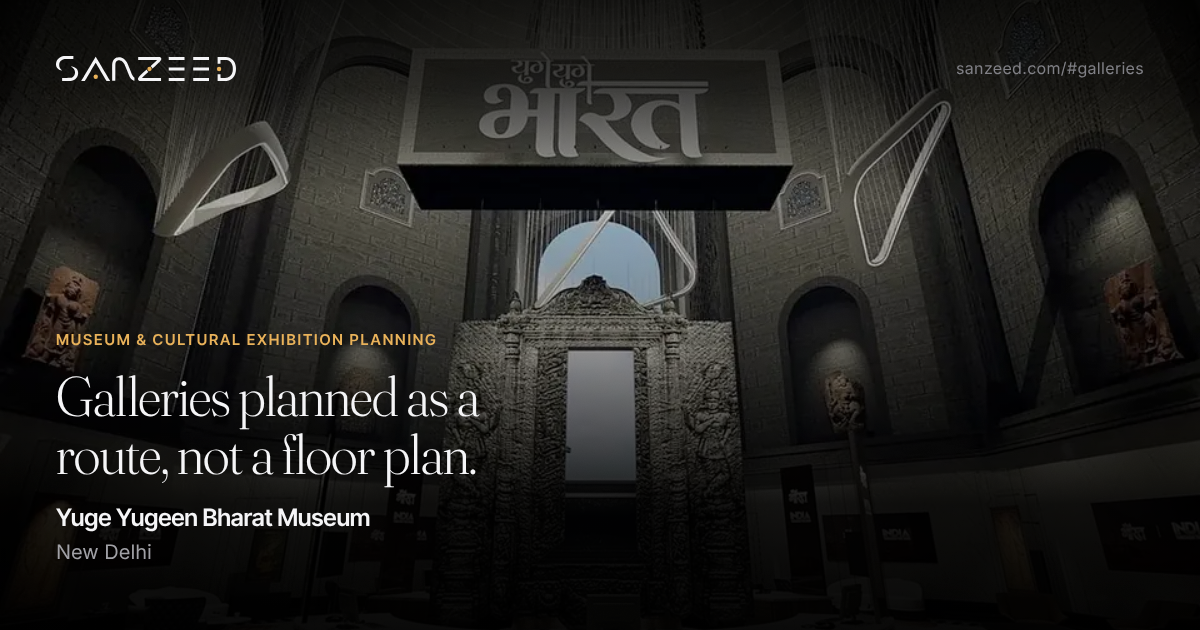 SANZEED
sanzeed.com/#galleries
युगे युगे
भारत
MUSEUM & CULTURAL EXHIBITION PLANNING
Galleries planned as a
route, not a floor plan.
Yuge Yugeen Bharat Museum
New Delhi